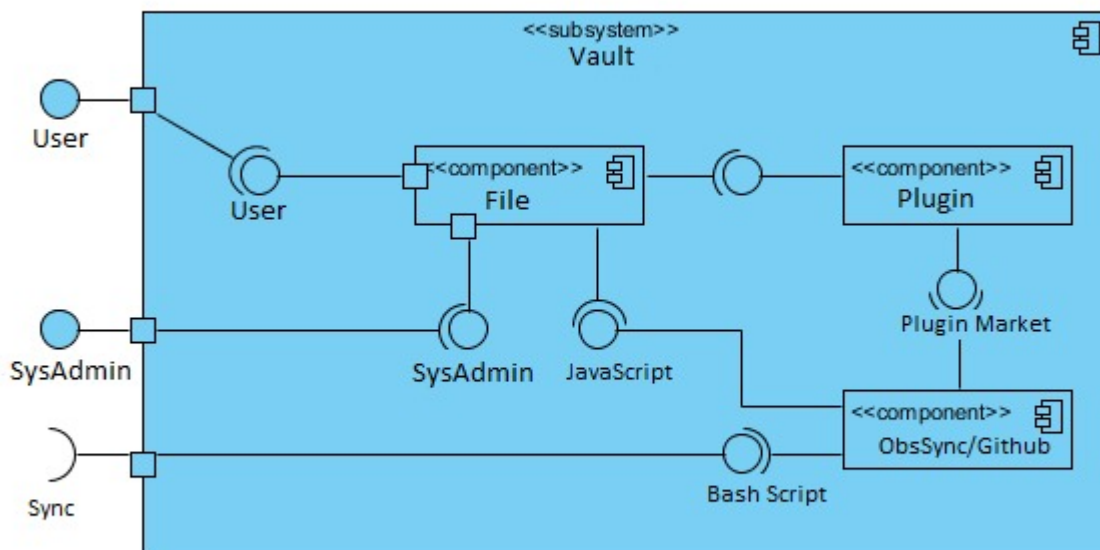 <<subsystem>>
Vault
User
User
<<component>>
File
<<component>>
Plugin
SysAdmin
SysAdmin
JavaScript
Plugin Market
<<component>>
ObsSync/Github
Sync
Bash Script